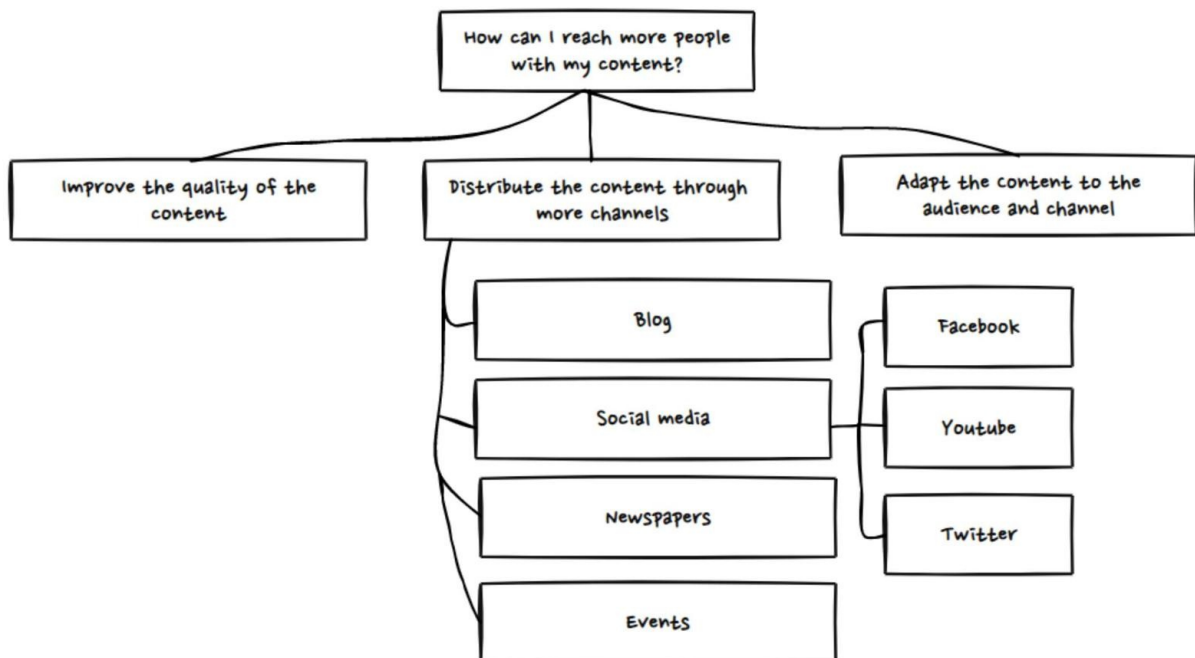 How can I reach more people
with my content?
Improve the quality of the
content
Distribute the content through
more channels
Adapt the content to the
audience and channel
Blog
Social media
Newspapers
Events
Facebook
Youtube
Twitter